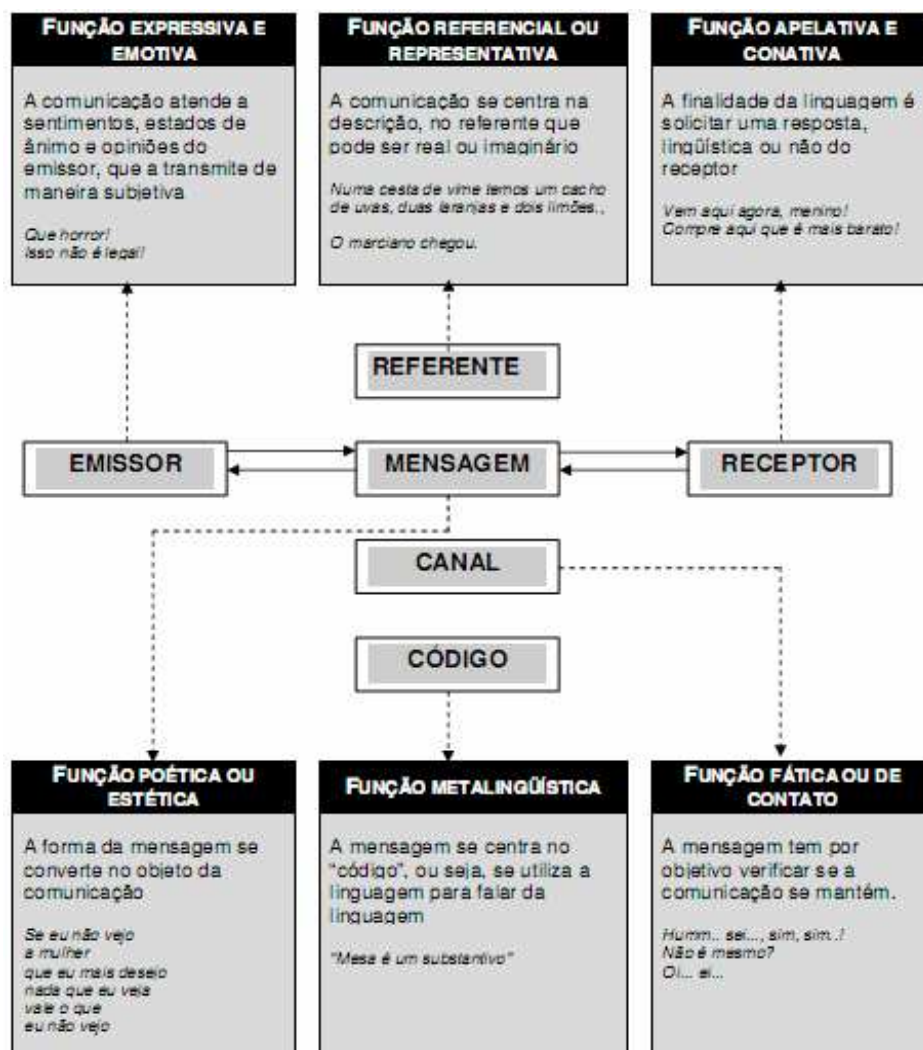 FUNÇÃO EXPRESSIVA E
EMOTIVA
A comunicação atende a
sentimentos, estados de
ânimo e opiniões do
emissor, que a transmite de
maneira subjetiva
Que horror!
Isso não é legal!
FUNÇÃO REFERENCIAL OU
REPRESENTATIVA
A comunicação se centra na
descrição, no referente que
pode ser real ou imaginário
Numa cesta de vime temos um cacho
de uvas, duas laranjas e dois limões.,
O marciano chegou.
FUNÇÃO APELATIVA E
CONATIVA
A finalidade da linguagem é
solicitar uma resposta,
lingüística ou não do
receptor
Vem aqui agora, menino!
Compre aqui que é mais barato!
REFERENTE
EMISSOR
MENSAGEM
RECEPTOR
CANAL
CÓDIGO
FUNÇÃO POÉTICA OU
ESTÉTICA
A forma da mensagem se
converte no objeto da
comunicação
Se eu não vejo
a mulher
que eu mais desejo
nada que eu veja
vale o que
eu não vejo
FUNÇÃO METALINGÜÍSTICA
A mensagem se centra no
"código", ou seja, se utiliza a
linguagem para falar da
linguagem
"Mesa é um substantivo"
FUNÇÃO FÁTICA OU DE
CONTATO
A mensagem tem por
objetivo verificar se a
comunicação se mantém.
Humm.. sei..., sim, sim..!
Não é mesmo?
Oi... ei...